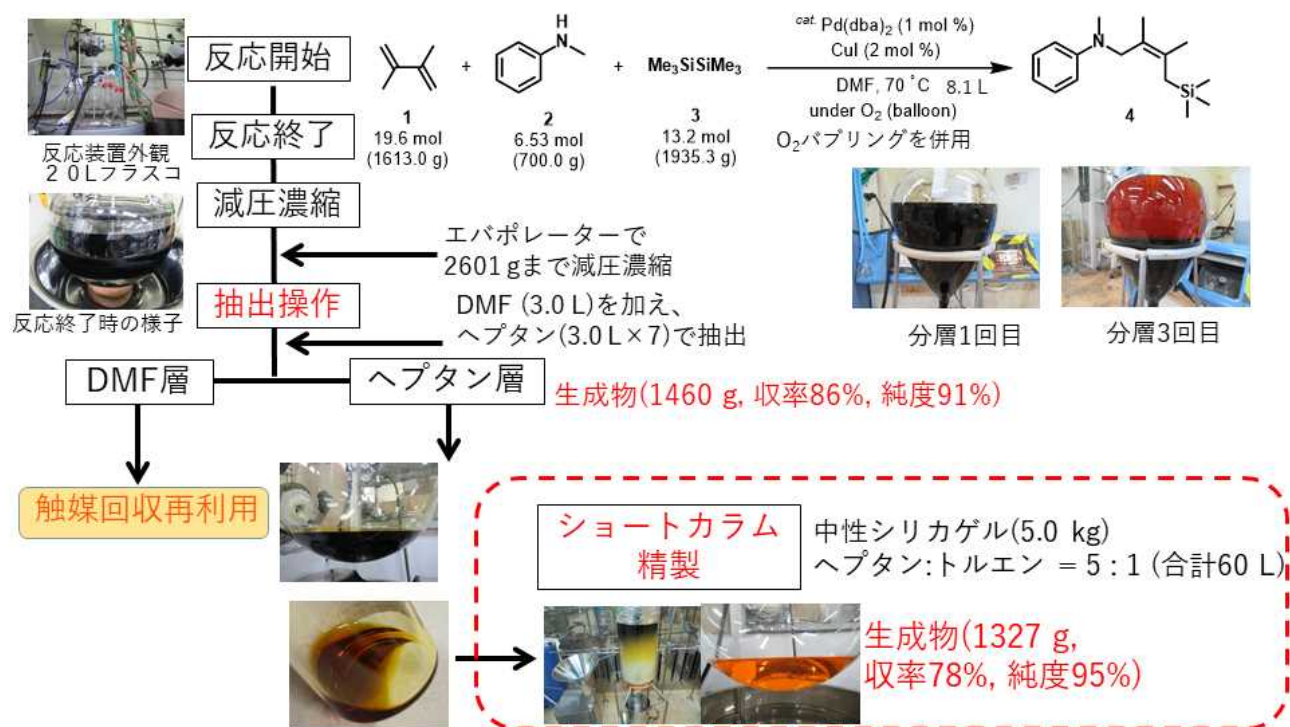 反応開始
反応終了
減圧濃縮
抽出操作
DMF層
ヘプタン層
触媒回収再利用
反応装置外観
20Lフラスコ
反応終了時の様子
+
H
N
+
Me3SiSiMe3
cat. Pd(dba)2 (1 mol %)
CuI (2 mol %)
DMF, 70 ˚C 8.1 L
under O2 (balloon)
O2バブリングを併用
N
Si
1
19.6 mol
(1613.0 g)
2
6.53 mol
(700.0 g)
3
13.2 mol
(1935.3 g)
4
エバポレーターで
2601 gまで減圧濃縮
DMF (3.0 L)を加え、
ヘプタン(3.0 L×7)で抽出
分層1回目
分層3回目
生成物(1460 g, 収率86%, 純度91%)
ショートカラム
精製
中性シリカゲル(5.0 kg)
ヘプタン:トルエン = 5 : 1 (合計60 L)
生成物(1327 g,
収率78%, 純度95%)